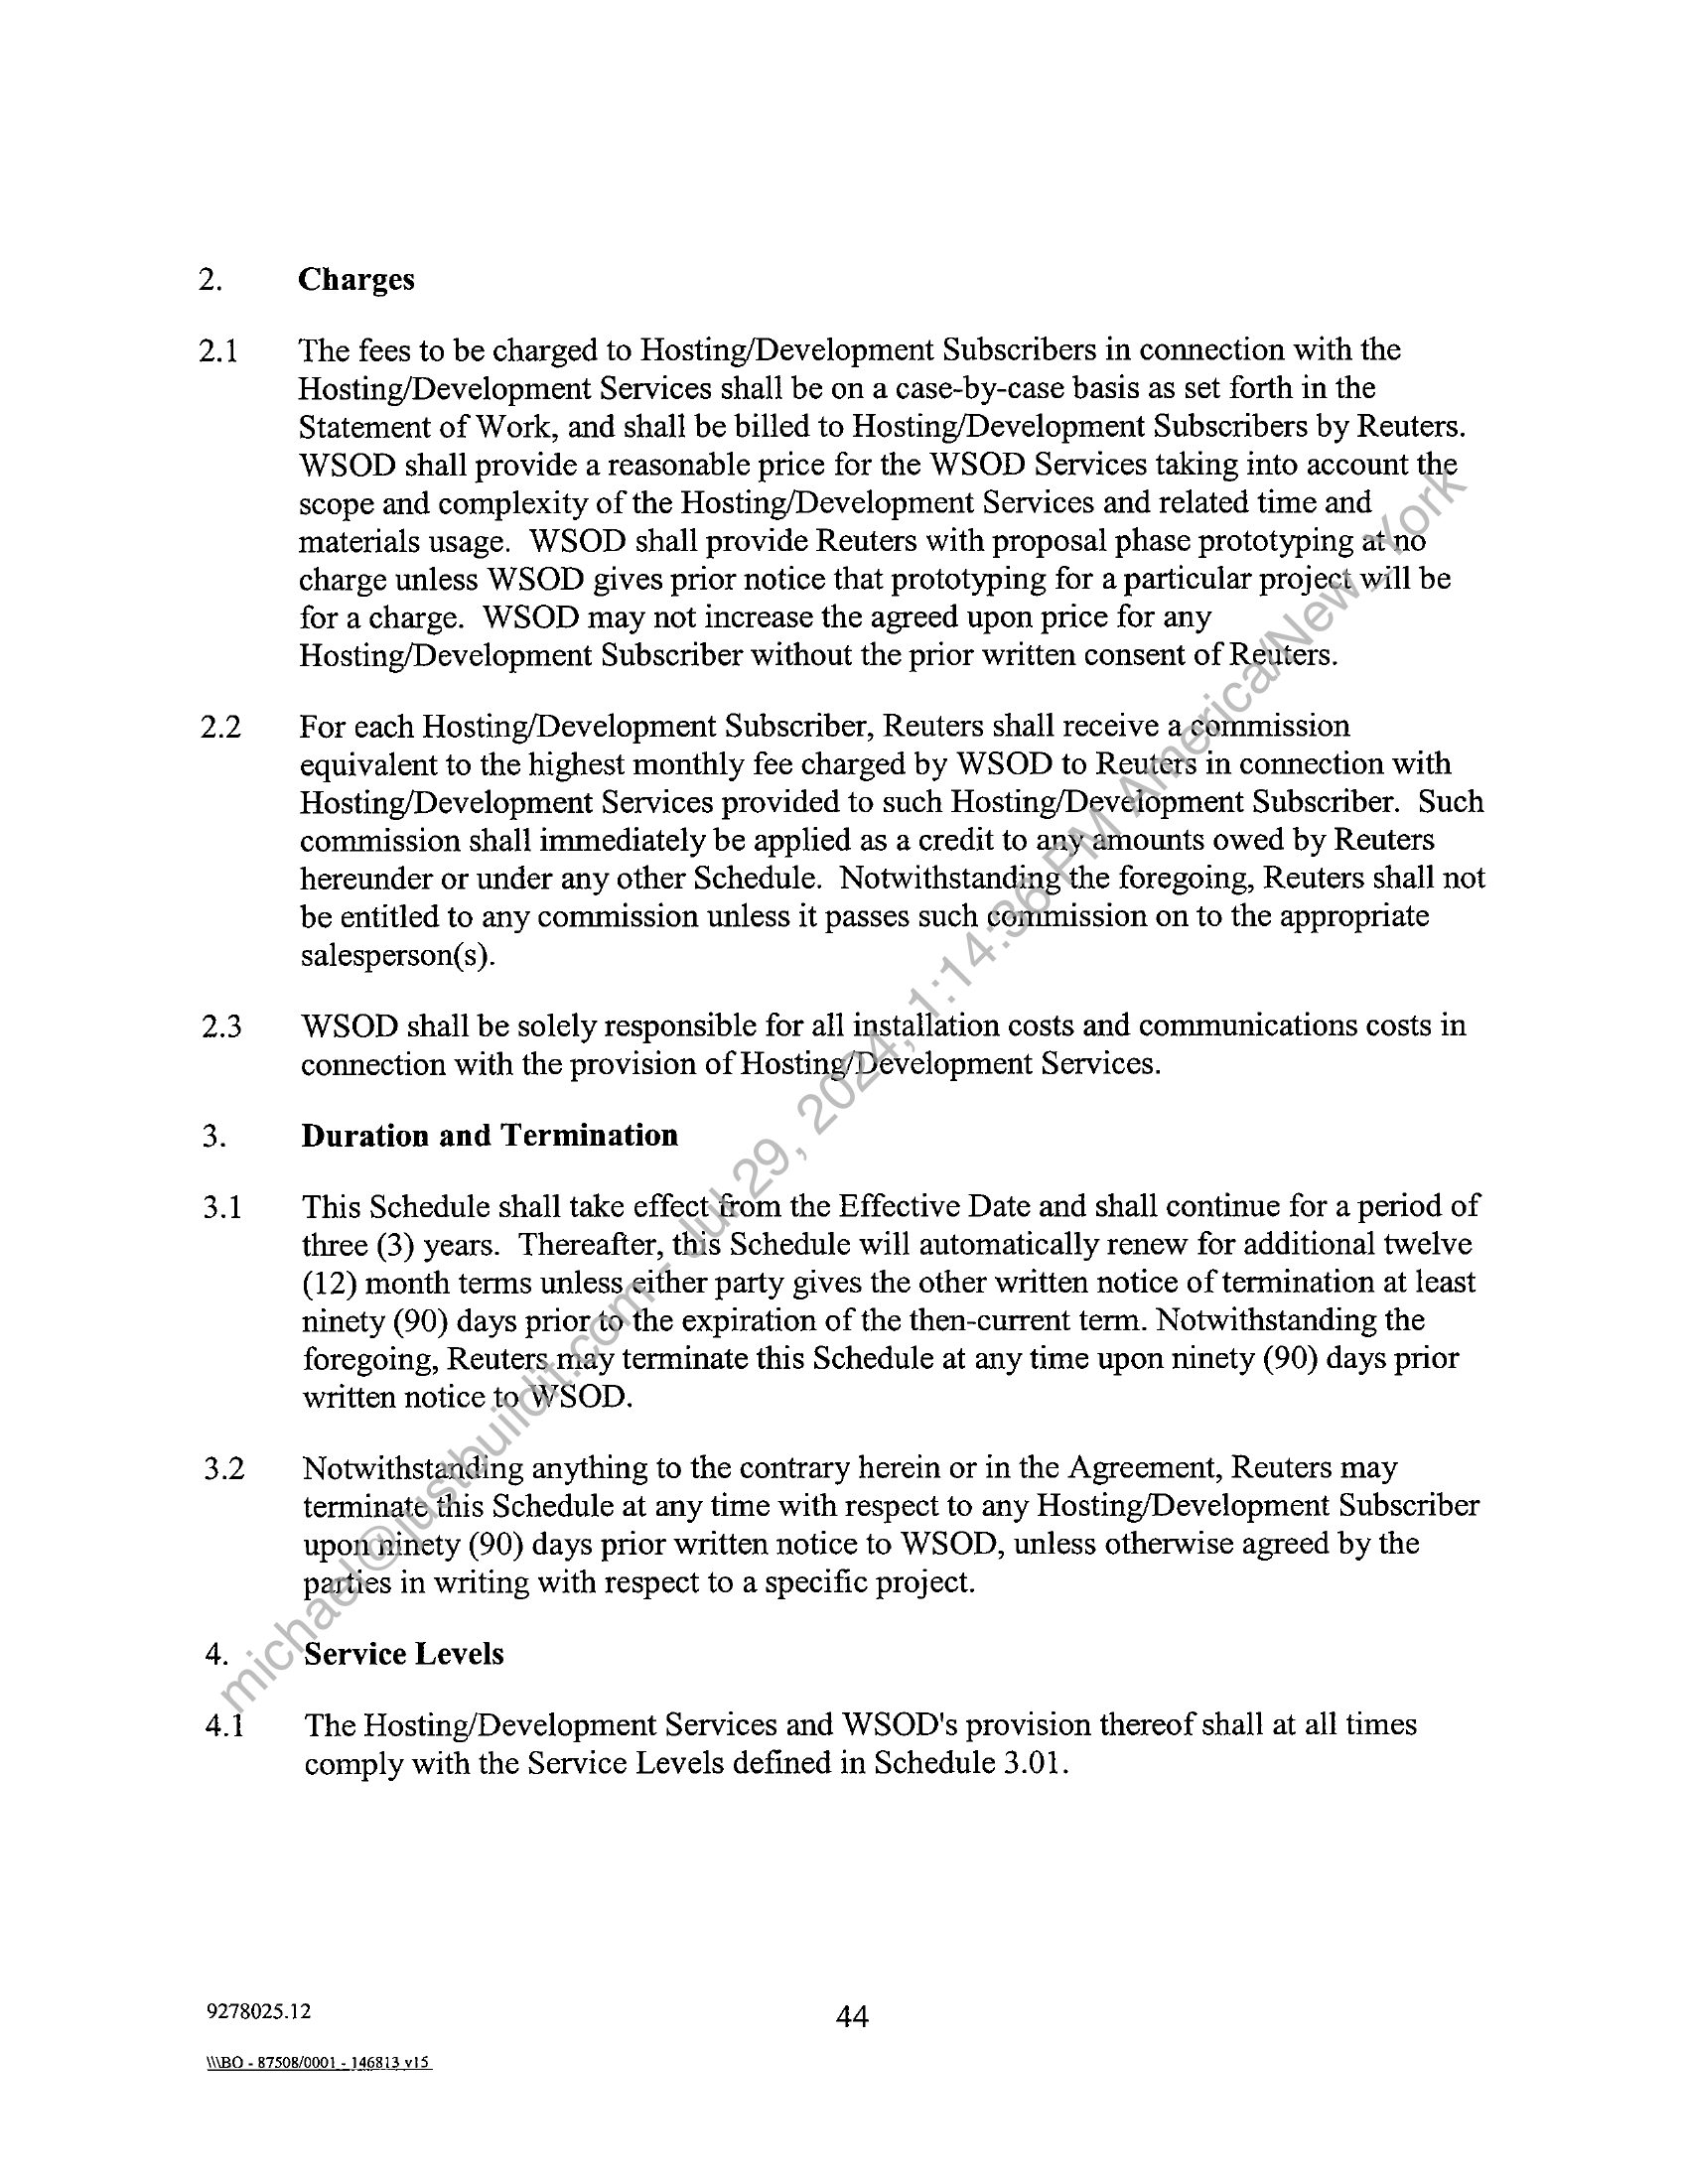 2. Charges
2.1 The fees to be charged to Hosting/Development Subscribers in connection with the
Hosting/Development Services shall be on a case-by-case basis as set forth in the
Statement of Work, and shall be billed to Hosting/Development Subscribers by Reuters.
WSOD shall provide a reasonable price for the WSOD Services taking into account the
scope and complexity of the Hosting/Development Services and related time and
materials usage.  WSOD shall provide Reuters with proposal phase prototyping at no
charge unless WSOD gives prior notice that prototyping for a particular project will be
for a charge.  WSOD may not increase the agreed upon price for any
Hosting/Development Subscriber without the prior written consent of Reuters.
2.2 For each Hosting/Development Subscriber, Reuters shall receive a commission
equivalent to the highest monthly fee charged by WSOD to Reuters in connection with
Hosting/Development Services provided to such Hosting/Development Subscriber.  Such
commission shall immediately be applied as a credit to any amounts owed by Reuters
hereunder or under any other Schedule.  Notwithstanding the foregoing, Reuters shall not
be entitled to any commission unless it passes such commission on to the appropriate
salesperson(s).
2.3 WSOD shall be solely responsible for all installation costs and communications costs in
connection with the provision of Hosting/Development Services.
3. Duration and Termination
3.1 This Schedule shall take effect from the Effective Date and shall continue for a period of
three (3) years.  Thereafter, this Schedule will automatically renew for additional twelve
(12) month terms unless either party gives the other written notice of termination at least
ninety (90) days prior to the expiration of the then-current term. Notwithstanding the
foregoing, Reuters may terminate this Schedule at any time upon ninety (90) days prior
written notice to WSOD.
3.2 Notwithstanding anything to the contrary herein or in the Agreement, Reuters may
terminate this Schedule at any time with respect to any Hosting/Development Subscriber
upon ninety (90) days prior written notice to WSOD, unless otherwise agreed by the
parties in writing with respect to a specific project.
4. Service Levels
4.1 The Hosting/Development Services and WSOD's provision thereof shall at all times
comply with the Service Levels defined in Schedule 3.01.
9278025.12 44
\\\BO - 87508/0001 - 146813 v15
michael@justbuildit.com - Jul 29, 2024, 1:14:36 PM America/New_York